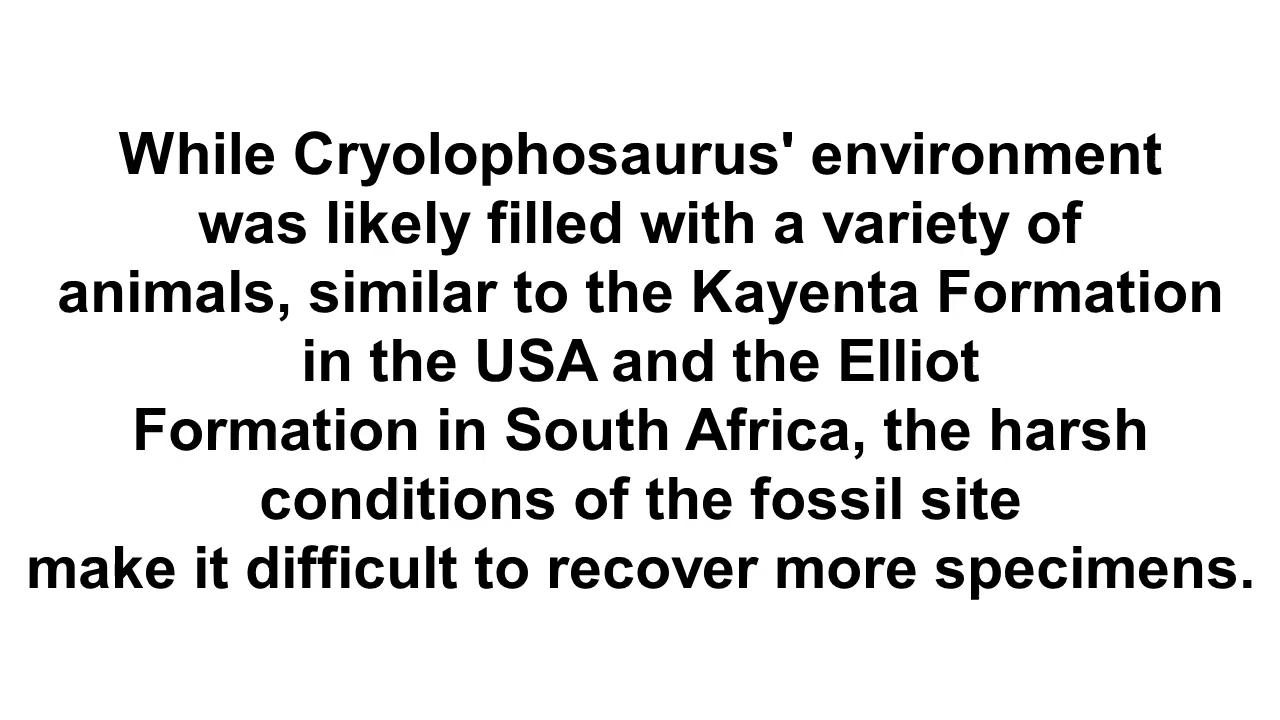 While Cryolophosaurus' environment
was likely filled with a variety of
animals, similar to the Kayenta Formation
in the USA and the Elliot
Formation in South Africa, the harsh
conditions of the fossil site
make it difficult to recover more specimens.